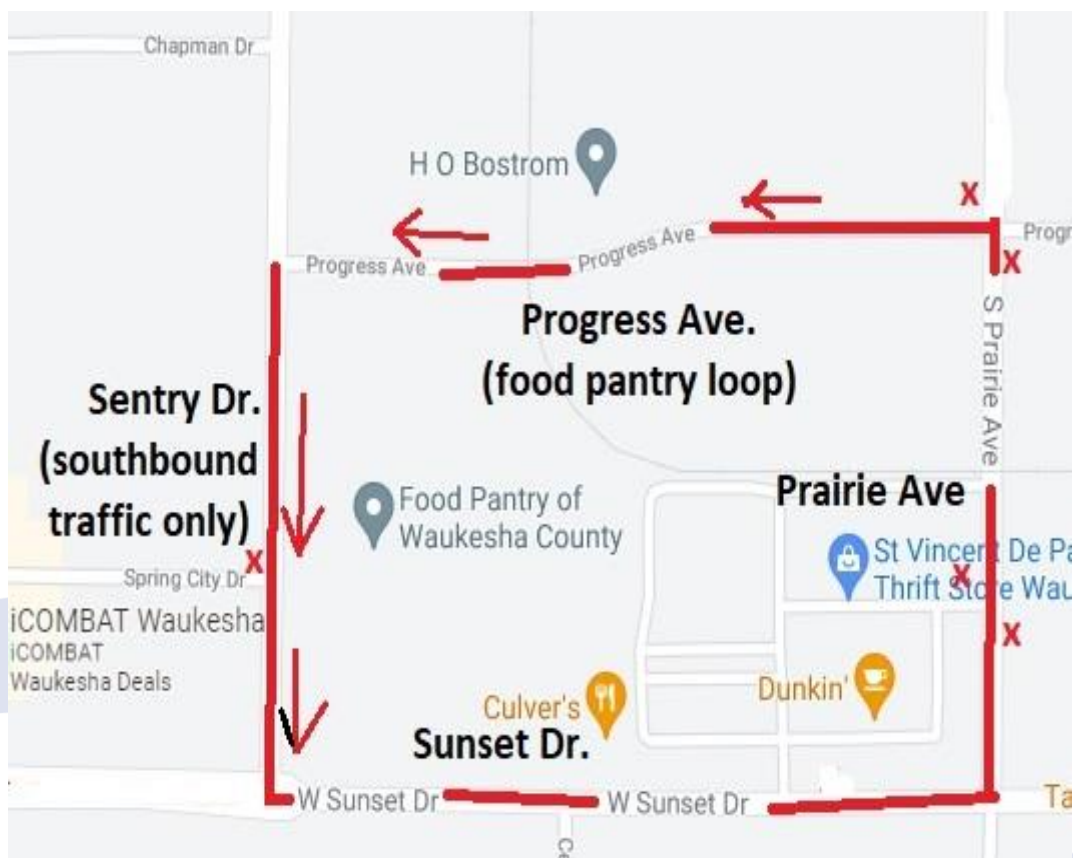 Chapman Dr
H O Bostrom
x
Progress Ave
Progress Ave
Progr
x
Progress Ave.
(food pantry loop)
S Prairie Ave
Sentry Dr.
(southbound
traffic only)
Food Pantry of
Waukesha County
Prairie Ave
St Vincent De Pa
Thrift Store Wau
x
x
x
Spring City Dr
iCOMBAT Waukesha
iCOMBAT
Waukesha Deals
Culver's
Dunkin'
Sunset Dr.
W Sunset Dr
W Sunset Dr
Ta